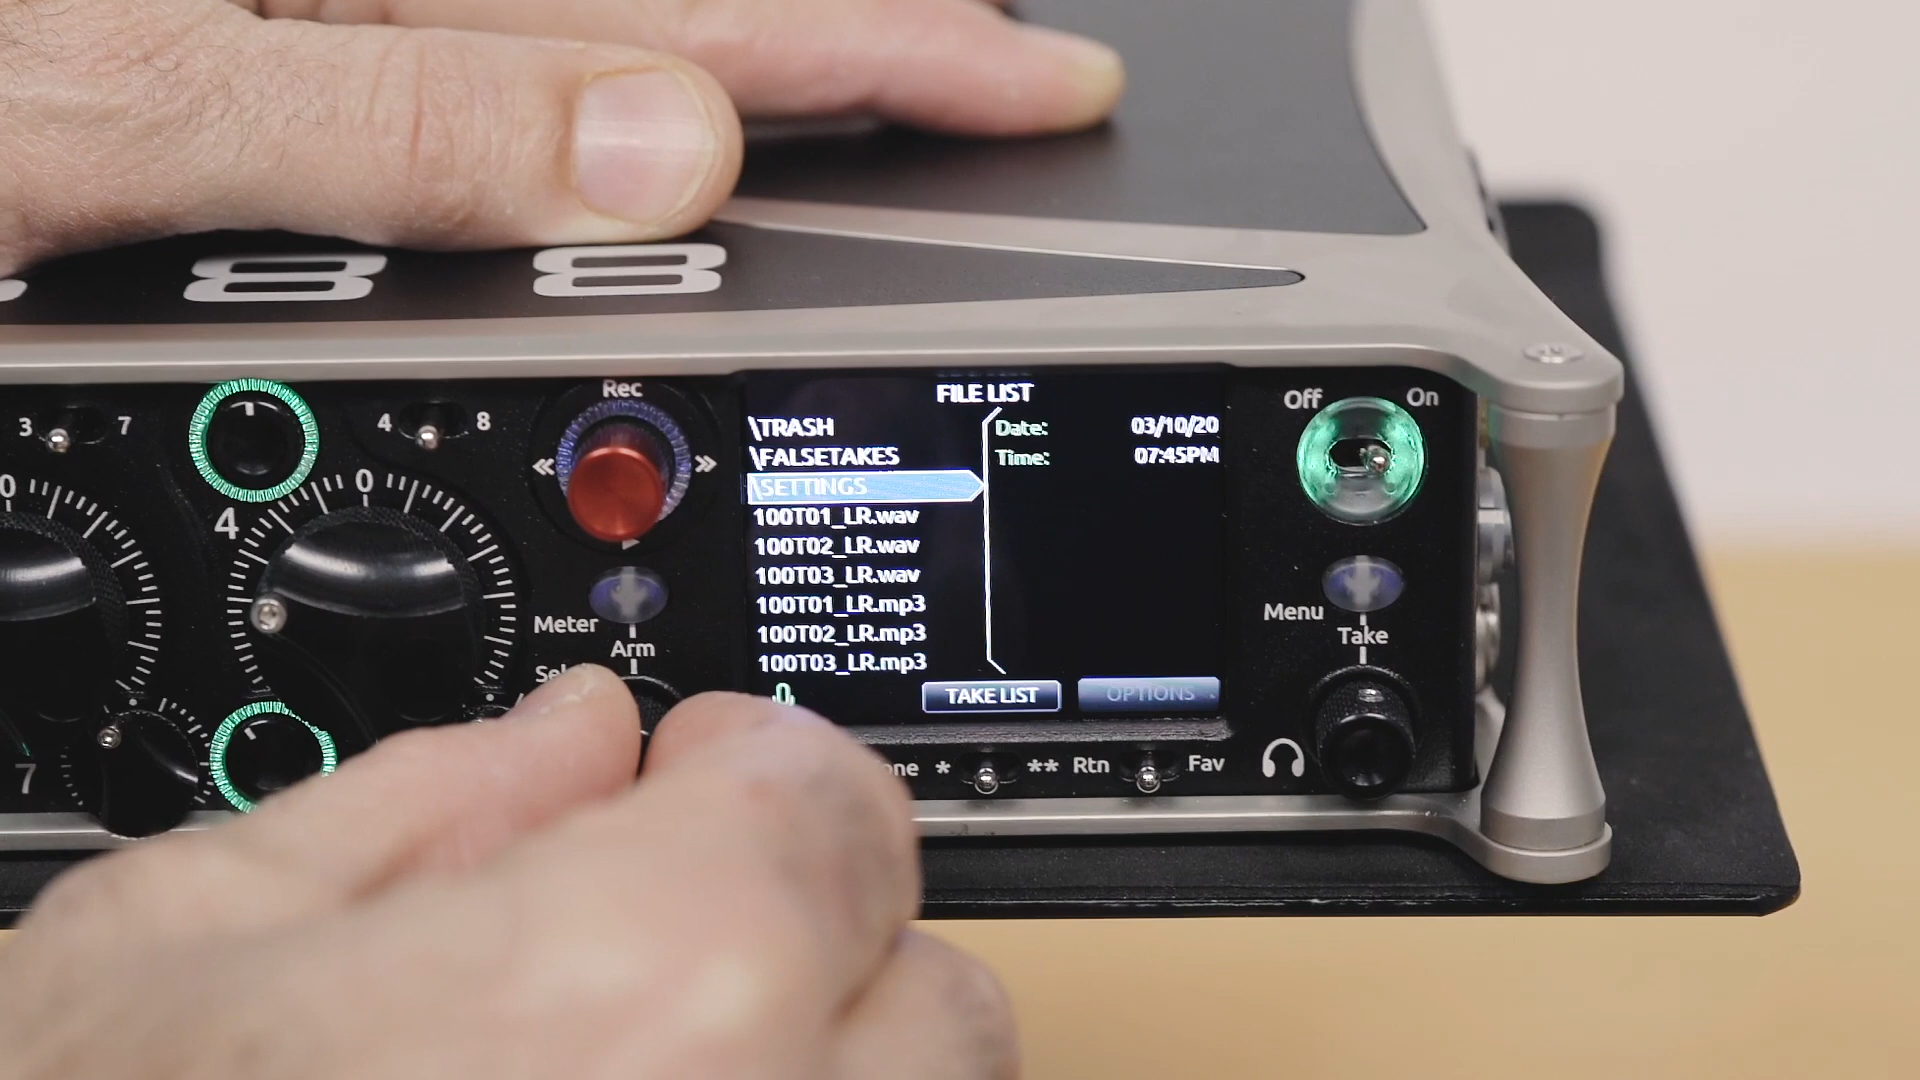 88
Rec
FILE LIST
Off On
3 7
4 8
\TRASH
Date: 03/10/20
\FALSETAKES
Time: 07:45PM
\SETTINGS
0
0
4
100T01_LR.wav
100T02_LR.wav
100T03_LR.wav
100T01_LR.mp3
100T02_LR.mp3
100T03_LR.mp3
Meter
Arm
Menu
Take
TAKE LIST
OPTIONS
7
* **
Rtn Fav